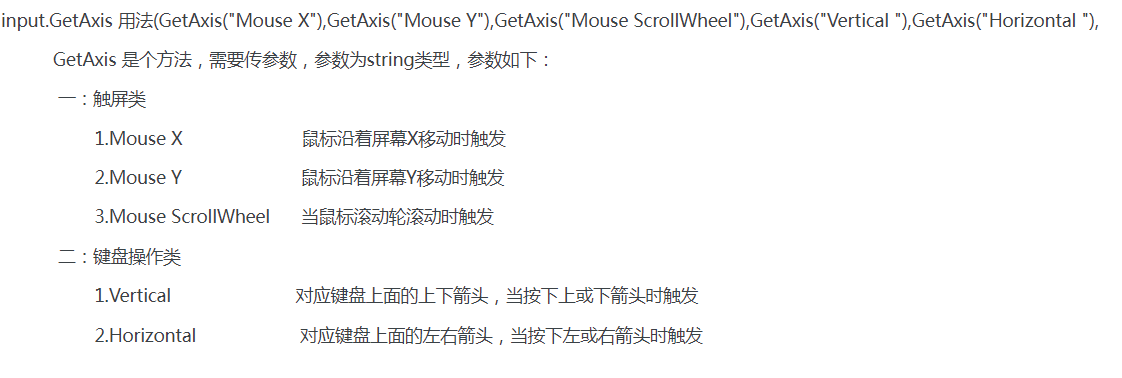 input.GetAxis 用法(GetAxis("Mouse X"),GetAxis("Mouse Y"),GetAxis("Mouse ScrollWheel"),GetAxis("Vertical "),GetAxis("Horizontal "),
GetAxis 是个方法，需要传参数，参数为string类型，参数如下：
一：触屏类
1.Mouse X 鼠标沿着屏幕X移动时触发
2.Mouse Y 鼠标沿着屏幕Y移动时触发
3.Mouse ScrollWheel 当鼠标滚动轮滚动时触发
二：键盘操作类
1.Vertical 对应键盘上面的上下箭头，当按下上或下箭头时触发
2.Horizontal 对应键盘上面的左右箭头，当按下左或右箭头时触发